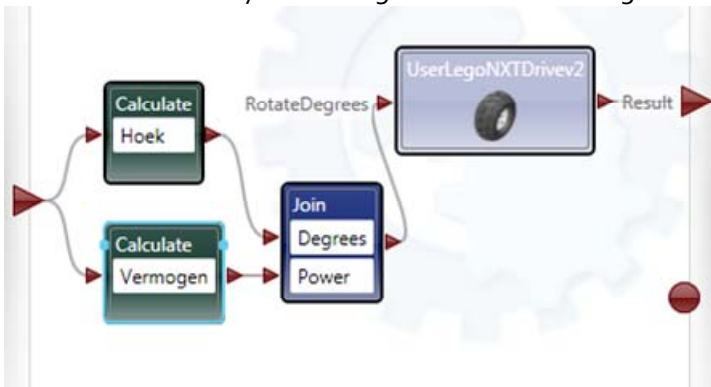 Calculate
Hoek
Calculate
Vermogen
Join
Degrees
Power
RotateDegrees
UserLegoNXTDrivev2
Result